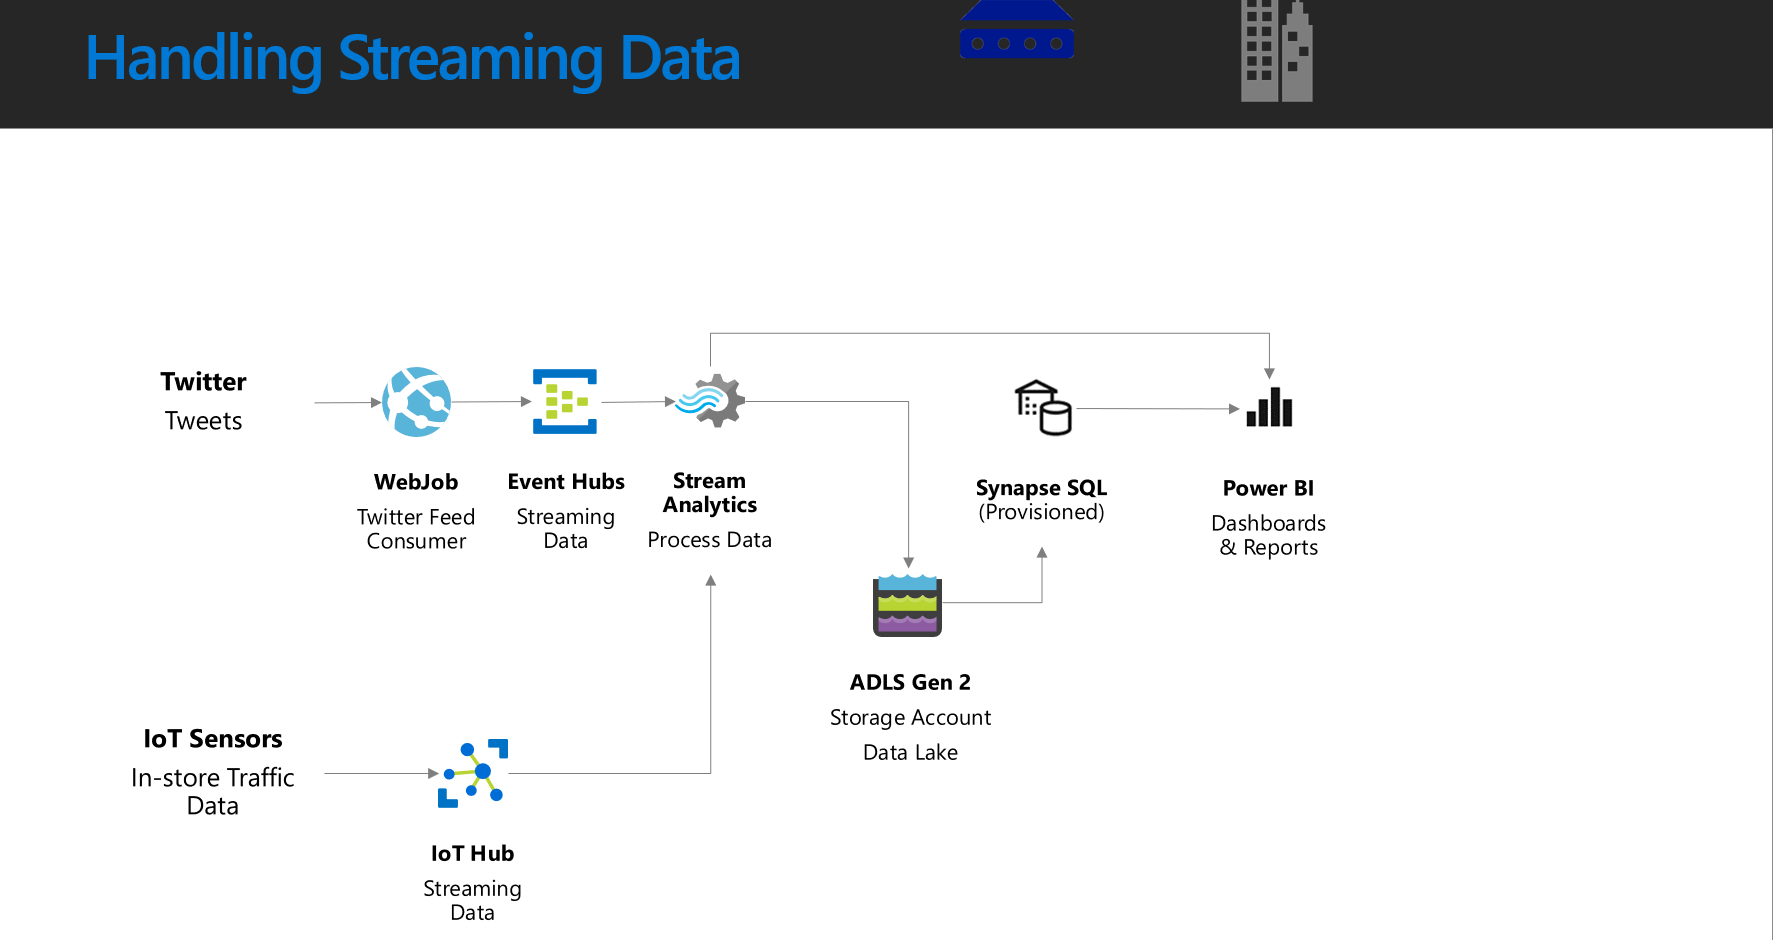 Handling Streaming Data
Twitter
Tweets
WebJob
Twitter Feed
Consumer
Event Hubs
Streaming
Data
Stream
Analytics
Process Data
Synapse SQL
(Provisioned)
Power BI
Dashboards
& Reports
ADLS Gen 2
Storage Account
Data Lake
IoT Sensors
In-store Traffic
Data
IoT Hub
Streaming
Data